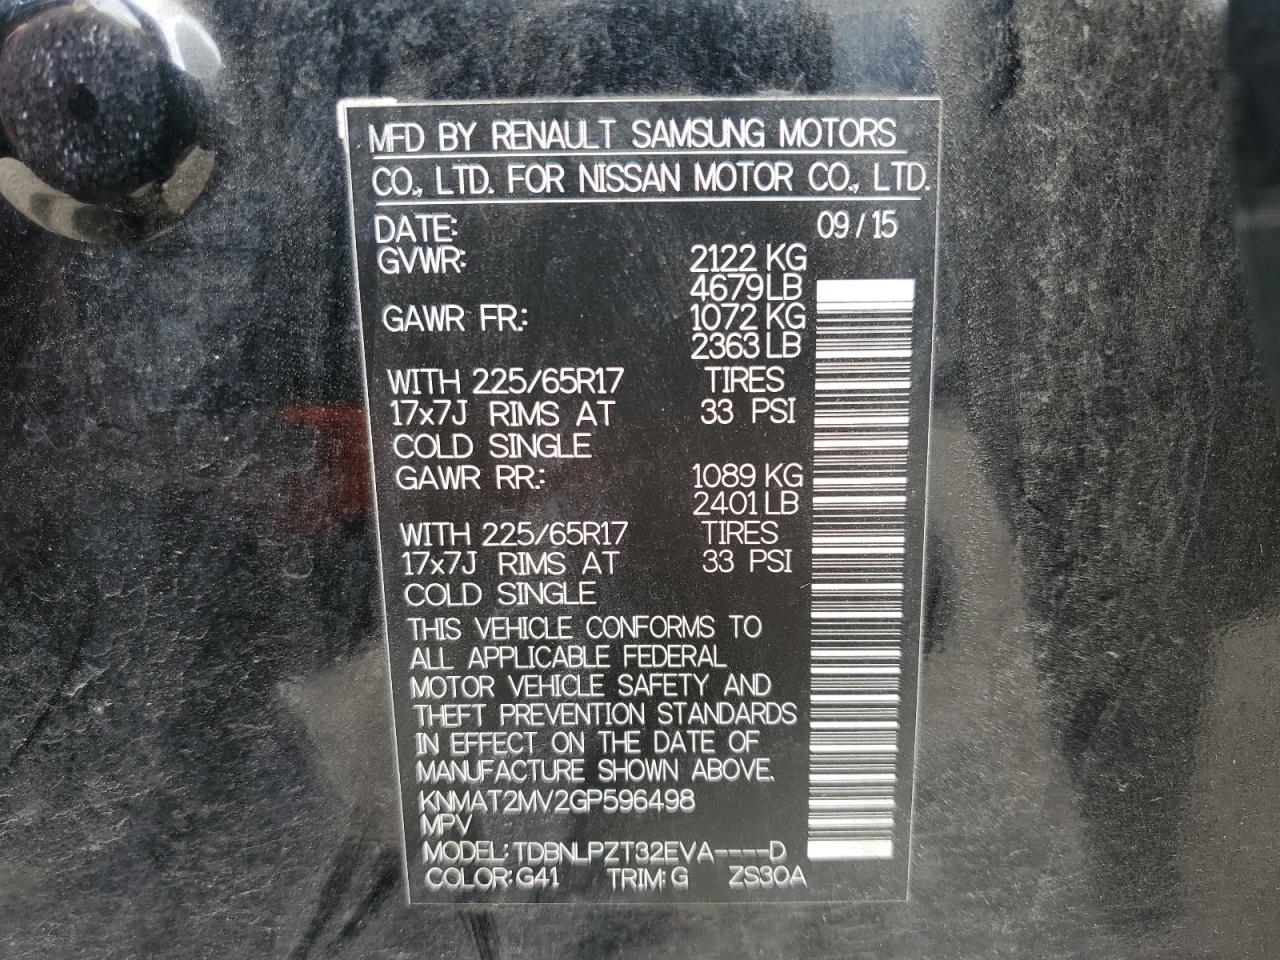 MFD BY RENAULT SAMSUNG MOTORS
CO., LTD. FOR NISSAN MOTOR CO., LTD.
DATE: 09/15
GVWR: 2122 KG
4679LB
GAWR FR.: 1072 KG
2363LB
WITH 225/65R17 TIRES
17x7J RIMS AT 33 PSI
COLD SINGLE
GAWR RR.: 1089 KG
2401LB
WITH 225/65R17 TIRES
17x7J RIMS AT 33 PSI
COLD SINGLE
THIS VEHICLE CONFORMS TO
ALL APPLICABLE FEDERAL
MOTOR VEHICLE SAFETY AND
THEFT PREVENTION STANDARDS
IN EFFECT ON THE DATE OF
MANUFACTURE SHOWN ABOVE.
KNMAT2MV2GP596498
MPV
MODEL:TDBNLPZT32EVA----D
COLOR:G41 TRIM:G ZS30A